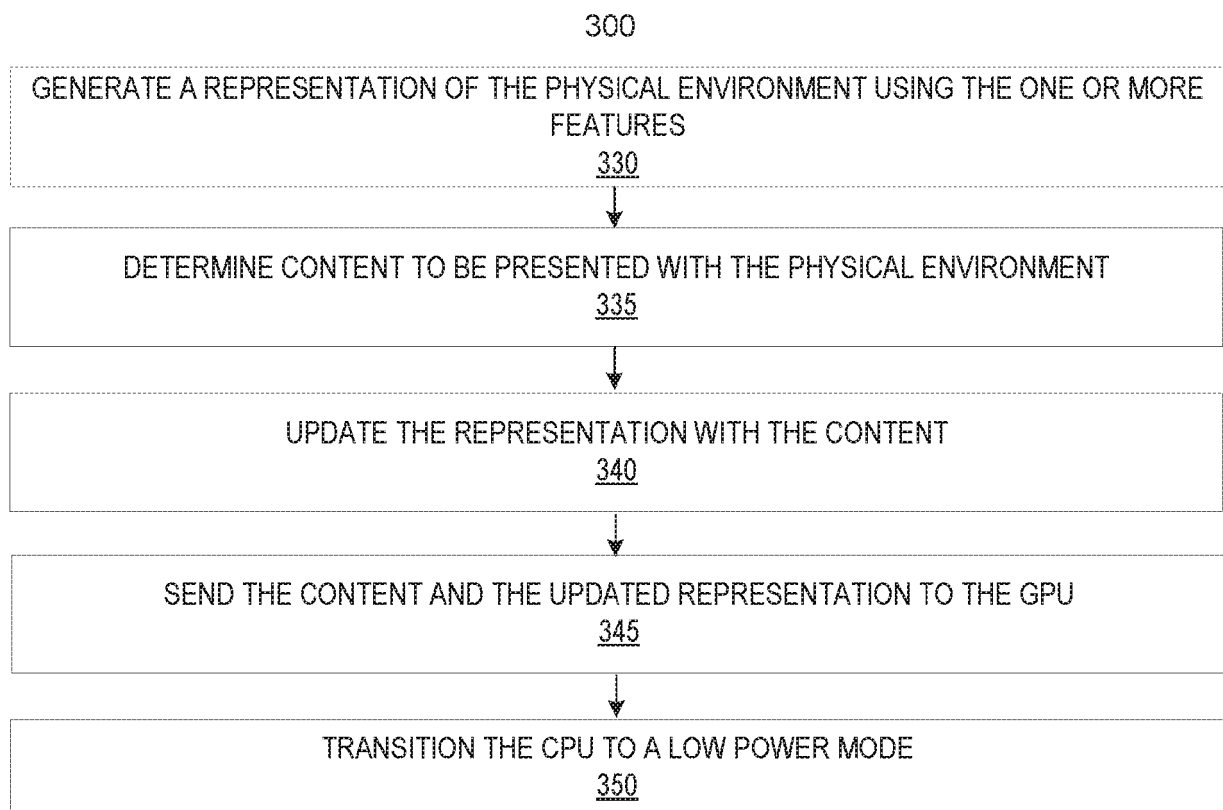 300
GENERATE A REPRESENTATION OF THE PHYSICAL ENVIRONMENT USING THE ONE OR MORE
FEATURES
330
DETERMINE CONTENT TO BE PRESENTED WITH THE PHYSICAL ENVIRONMENT
335
UPDATE THE REPRESENTATION WITH THE CONTENT
340
SEND THE CONTENT AND THE UPDATED REPRESENTATION TO THE GPU
345
TRANSITION THE CPU TO A LOW POWER MODE
350